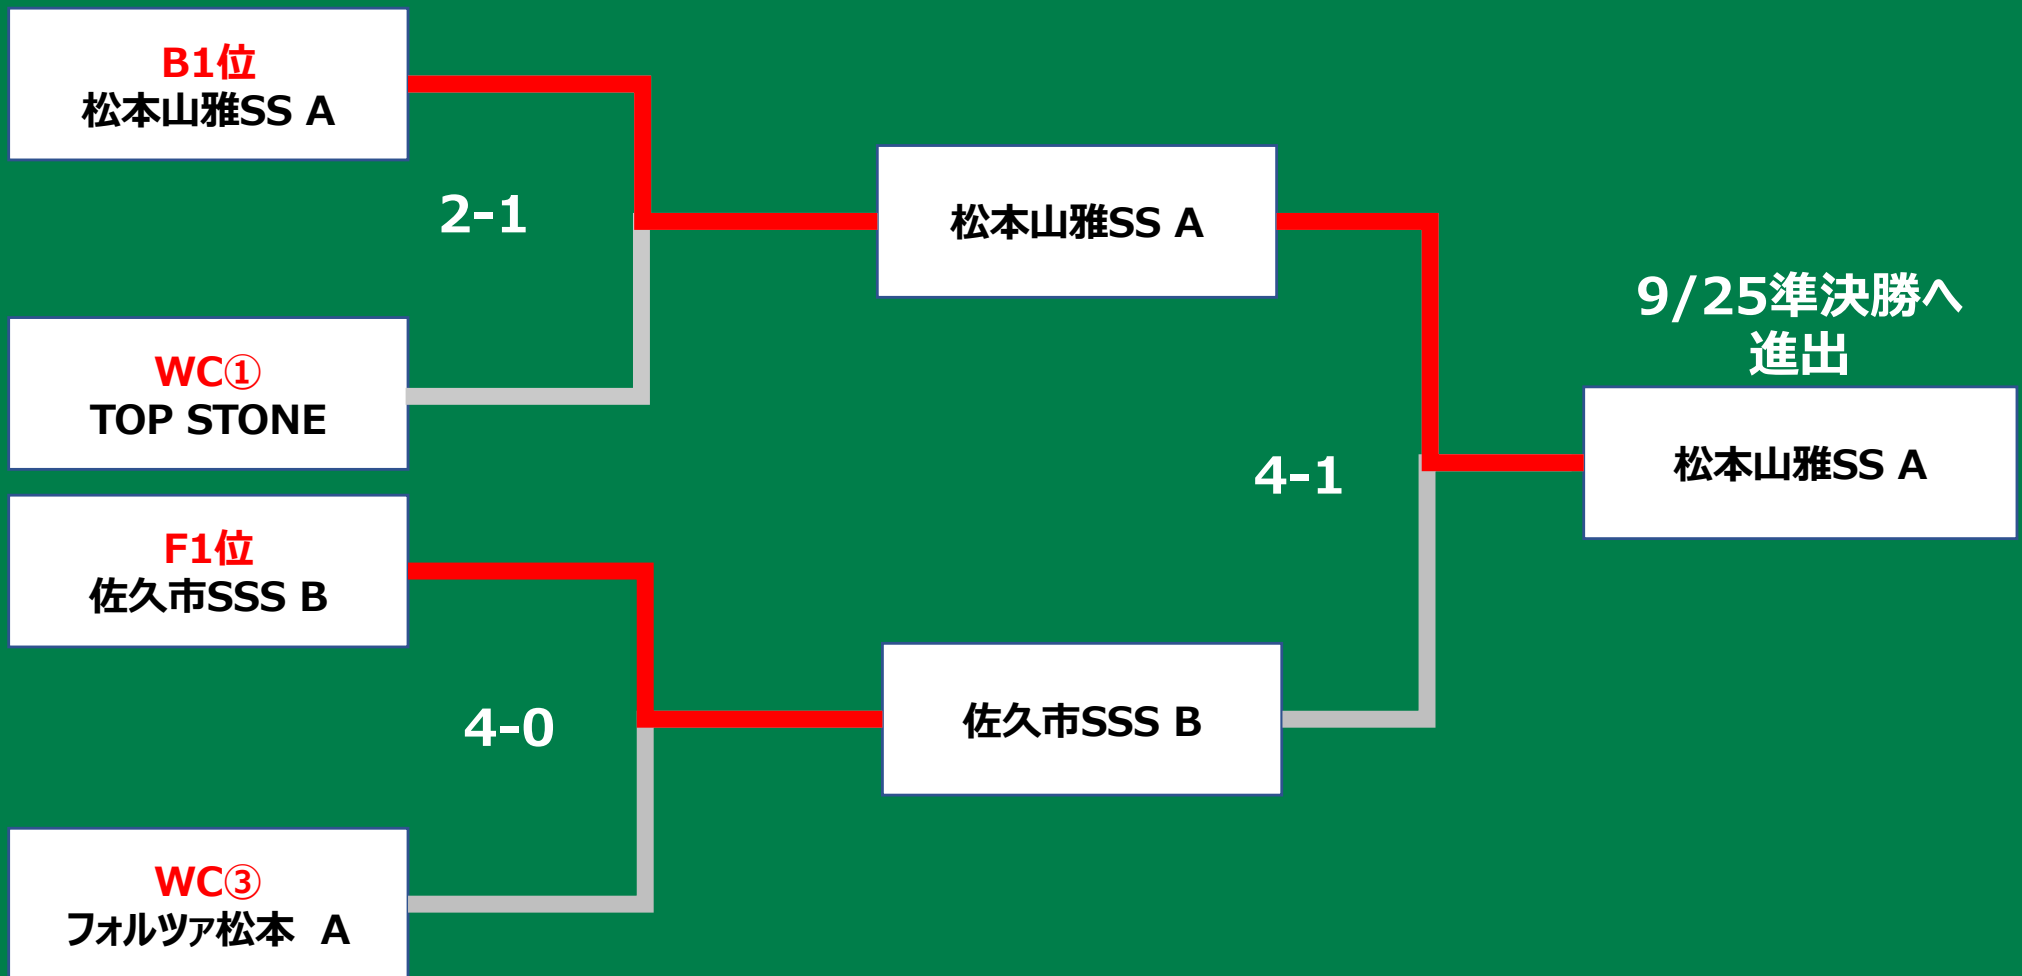 B1位
松本山雅SS A
2-1
WC①
TOP STONE
F1位
佐久市SSS B
4-0
WC③
フォルツァ松本 A
松本山雅SS A
4-1
佐久市SSS B
9/25準決勝へ
進出
松本山雅SS A